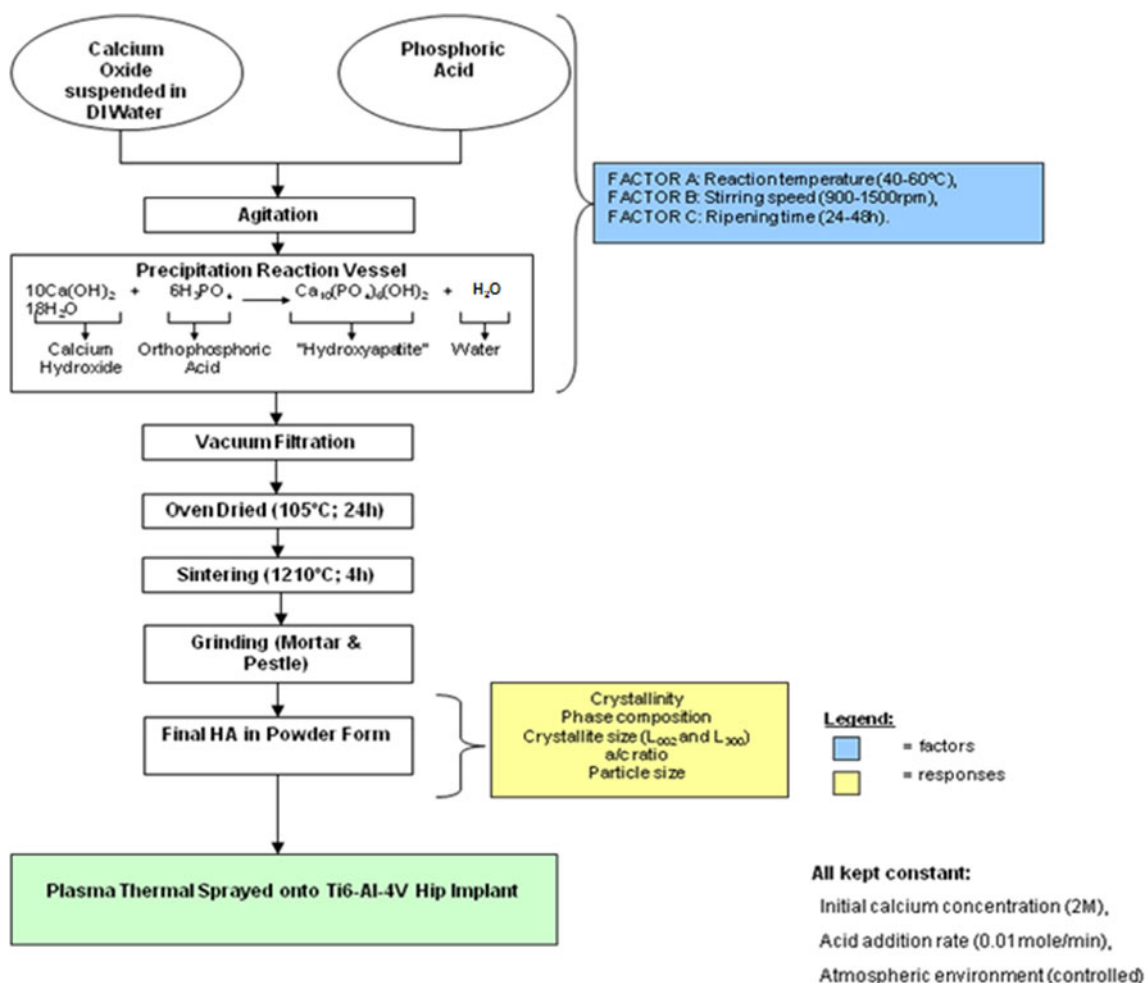 Calcium
Oxide
suspended in
DI Water
Phosphoric
Acid
FACTOR A: Reaction temperature (40-60ºC),
FACTOR B: Stirring speed (900-1500rpm),
FACTOR C: Ripening time (24-48h).
Agitation
Precipitation Reaction Vessel
10Ca(OH)₂ + 6H₃PO₄ → Ca₁₀(PO₄)₆(OH)₂ + H₂O
18H₂O
Calcium
Hydroxide
Orthophosphoric
Acid
"Hydroxyapatite"
Water
Vacuum Filtration
Oven Dried (105°C; 24h)
Sintering (1210°C; 4h)
Grinding (Mortar &
Pestle)
Final HA in Powder Form
Crystallinity
Phase composition
Crystallite size (L₀₀₂ and L₃₀₀)
a/c ratio
Particle size
Legend:
= factors
= responses
Plasma Thermal Sprayed onto Ti6-Al-4V Hip Implant
All kept constant:
Initial calcium concentration (2M),
Acid addition rate (0.01mole/min),
Atmospheric environment (controlled)